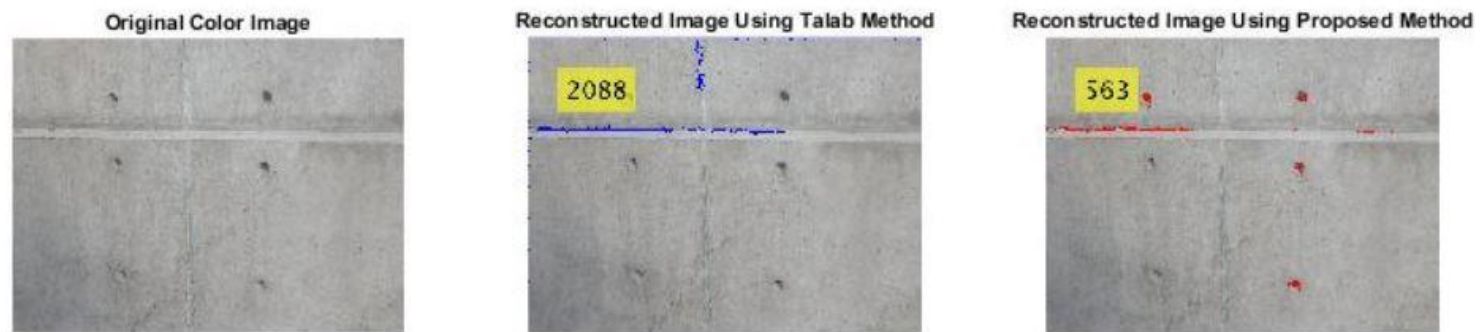 Original Color Image
Reconstructed Image Using Talab Method
Reconstructed Image Using Proposed Method
2088
563